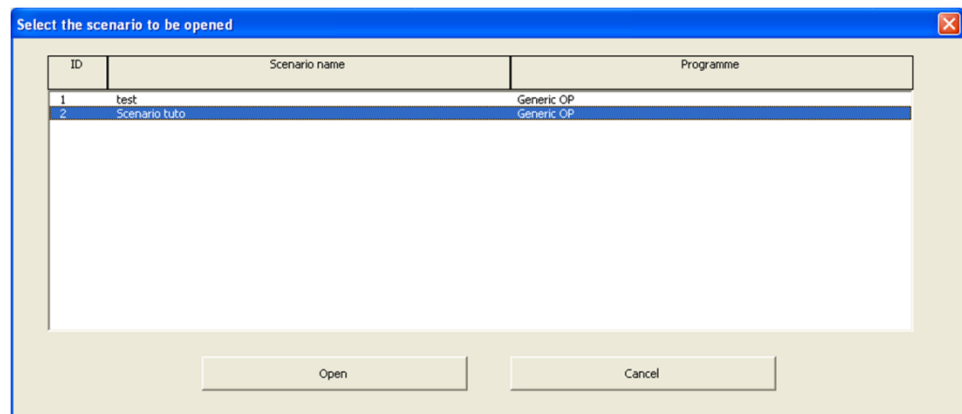 Select the scenario to be opened
ID Scenario name Programme
1 test Generic OP
2 Scenario tuto Generic OP
Open Cancel